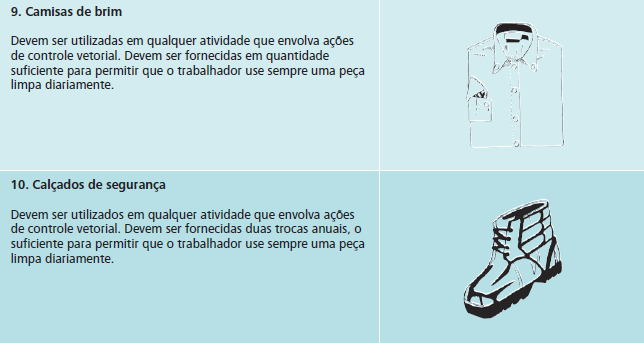 9. Camisas de brim
Devem ser utilizadas em qualquer atividade que envolva ações
de controle vetorial. Devem ser fornecidas em quantidade
suficiente para permitir que o trabalhador use sempre uma peça
limpa diariamente.
10. Calçados de segurança
Devem ser utilizados em qualquer atividade que envolva ações
de controle vetorial. Devem ser fornecidas duas trocas anuais, o
suficiente para permitir que o trabalhador use sempre uma peça
limpa diariamente.